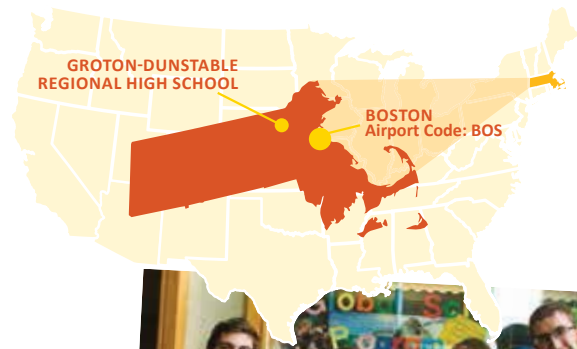 GROTON-DUNSTABLE
REGIONAL HIGH SCHOOL
BOSTON
Airport Code: BOS